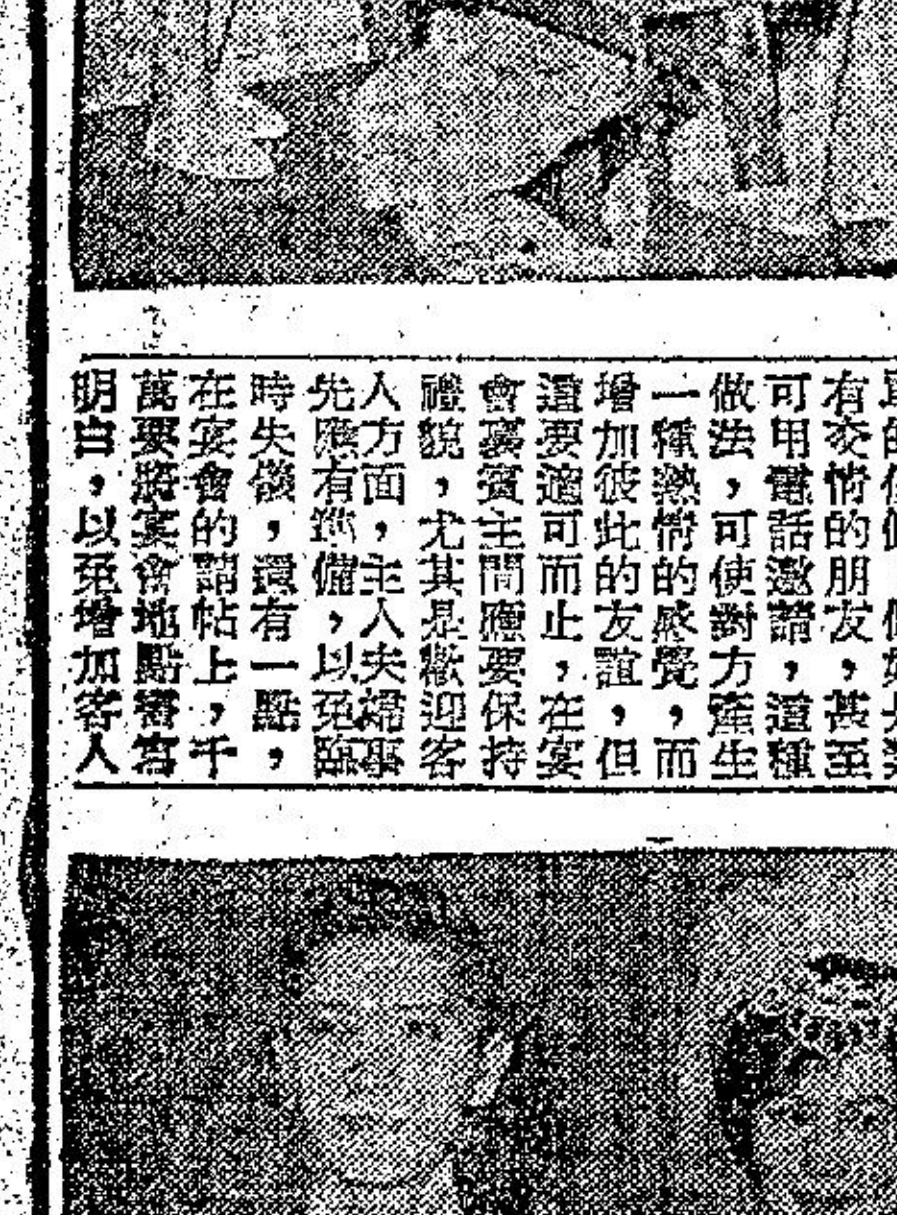 有交情的朋友，甚至
可用電話邀請，這種
做法，可使對方產生
一種熱情的感覺，而
增加彼此的友誼，但
這要適可而止，在宴
會裏賓主間應要保持
禮貌，尤其是歡迎客
人方面，主人夫婦事
先應有準備，以免臨
時失儀，還有一點，
在宴會的請帖上，千
萬要將宴會地點書寫
明白，以免增加客人